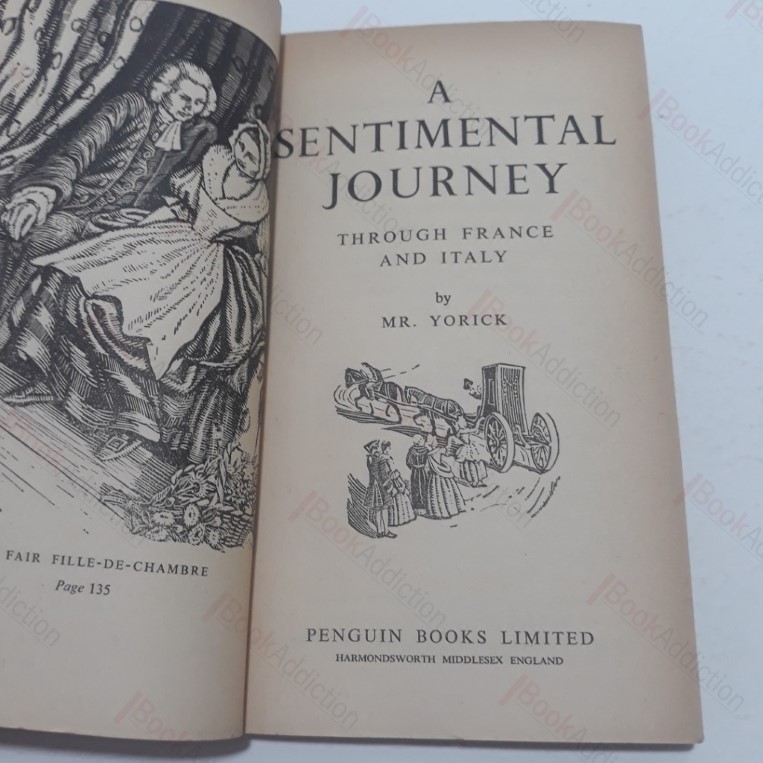 FAIR FILLE-DE-CHAMBRE
Page 135
A
SENTIMENTAL
JOURNEY
THROUGH FRANCE
AND ITALY
by
MR. YORICK
PENGUIN BOOKS LIMITED
HARMONDSWORTH MIDDLESEX ENGLAND
BookAddiction